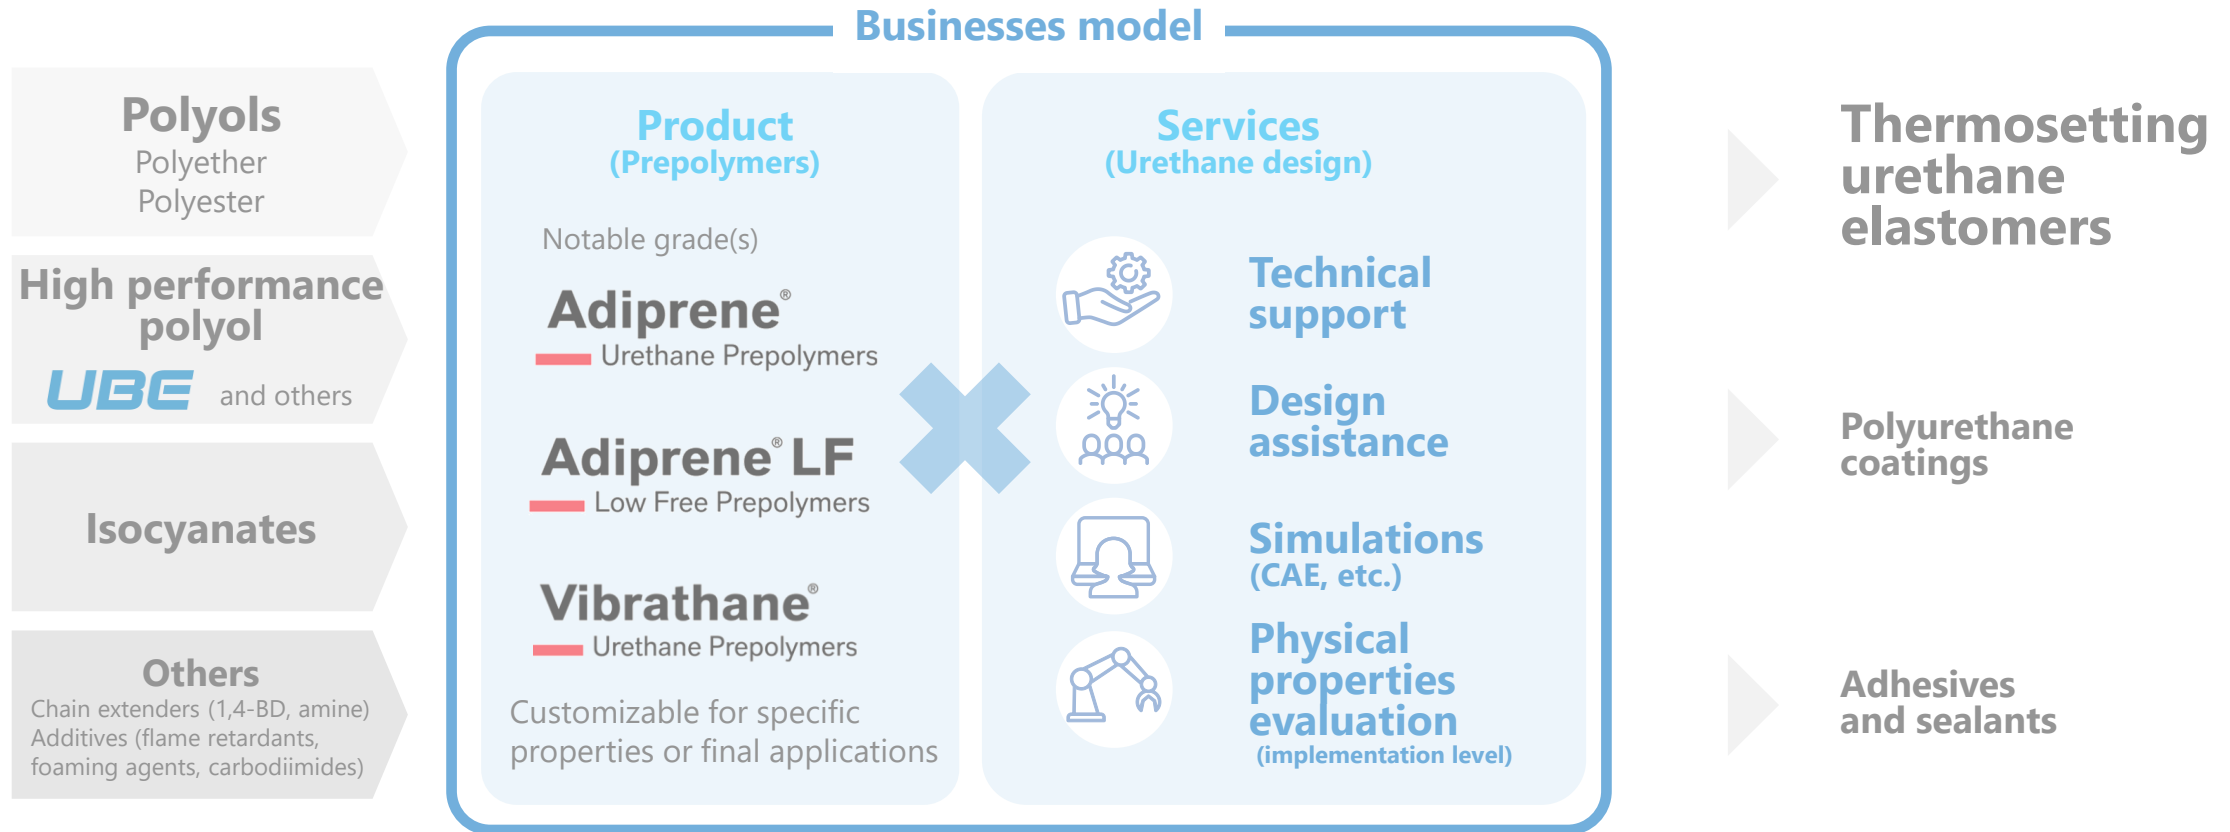 Businesses model
Polyols
Polyether
Polyester
High performance
polyol
UBE and others
Isocyanates
Others
Chain extenders (1,4-BD, amine)
Additives (flame retardants,
foaming agents, carbodiimides)
Product
(Prepolymers)
Notable grade(s)
Adiprene®
Urethane Prepolymers
Adiprene® LF
Low Free Prepolymers
Vibrathane®
Urethane Prepolymers
Customizable for specific
properties or final applications
Services
(Urethane design)
Technical
support
Design
assistance
Simulations
(CAE, etc.)
Physical
properties
evaluation
(implementation level)
Thermosetting
urethane
elastomers
Polyurethane
coatings
Adhesives
and sealants